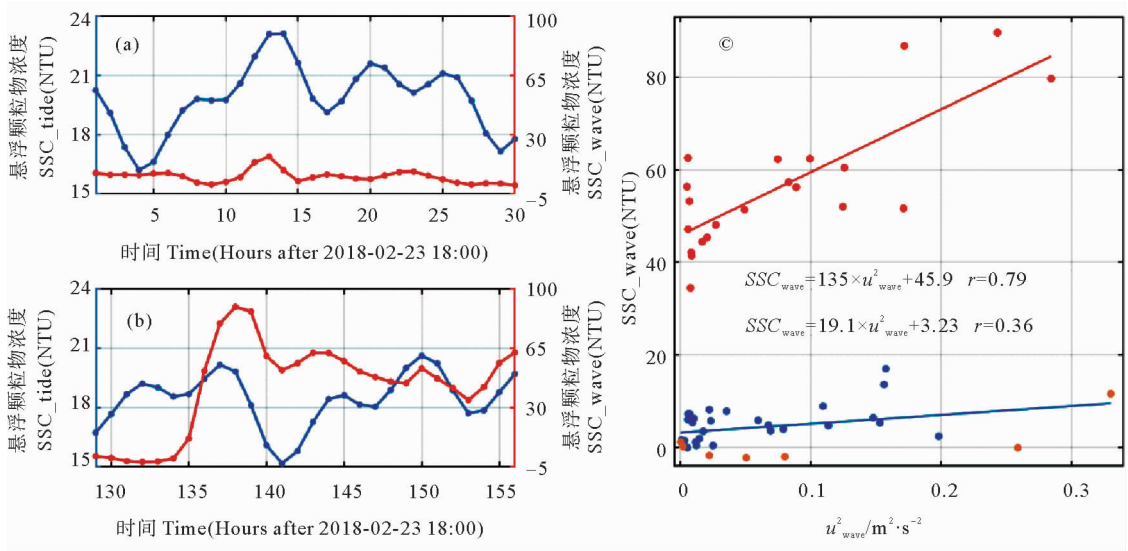 24
21
18
15
100
65
30
−5
(a)
悬浮颗粒物浓度
SSC_tide(NTU)
悬浮颗粒物浓度
SSC_wave(NTU)
5
10
15
20
25
30
时间 Time(Hours after 2018-02-23 18:00)
24
21
18
15
100
65
30
−5
(b)
悬浮颗粒物浓度
SSC_tide(NTU)
悬浮颗粒物浓度
SSC_wave(NTU)
130
135
140
145
150
155
时间 Time(Hours after 2018-02-23 18:00)
©
80
60
40
20
0
SSC_wave(NTU)
SSCwave=135×u²wave+45.9 r=0.79
SSCwave=19.1×u²wave+3.23 r=0.36
0
0.1
0.2
0.3
u²wave/m²·s⁻²